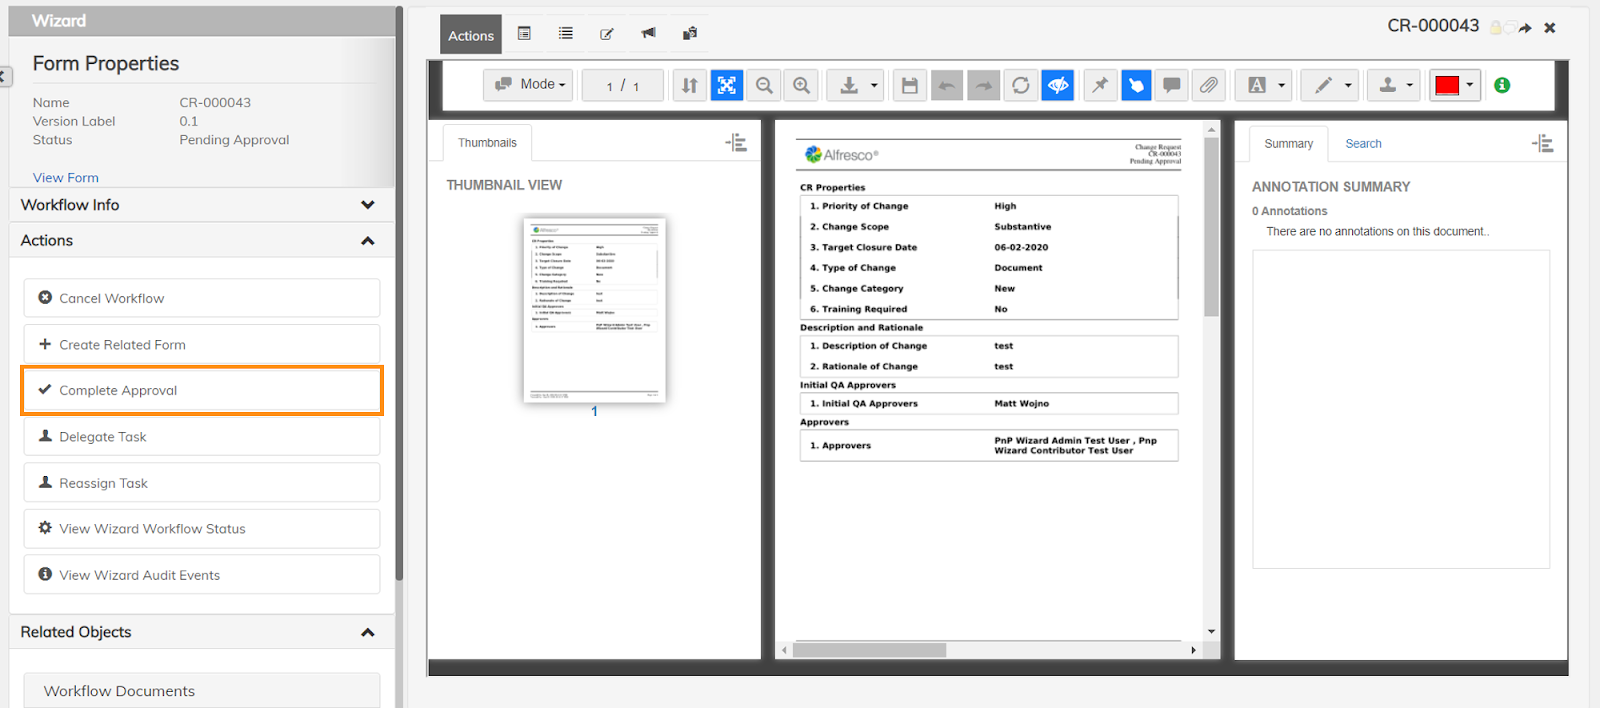 Wizard
Form Properties
Name CR-000043
Version Label 0.1
Status Pending Approval
View Form
Workflow Info
Actions
Cancel Workflow
Create Related Form
Complete Approval
Delegate Task
Reassign Task
View Wizard Workflow Status
View Wizard Audit Events
Related Objects
Workflow Documents
Actions
CR-000043
Mode
1 / 1
A
Thumbnails
THUMBNAIL VIEW
1
Alfresco®
Change Request
CR-000043
Pending Approval
CR Properties
1. Priority of Change High
2. Change Scope Substantive
3. Target Closure Date 06-02-2020
4. Type of Change Document
5. Change Category New
6. Training Required No
Description and Rationale
1. Description of Change test
2. Rationale of Change test
Initial QA Approvers
1. Initial QA Approvers Matt Wojno
Approvers
1. Approvers PnP Wizard Admin Test User , Pnp
Wizard Contributor Test User
Summary Search
ANNOTATION SUMMARY
0 Annotations
There are no annotations on this document..